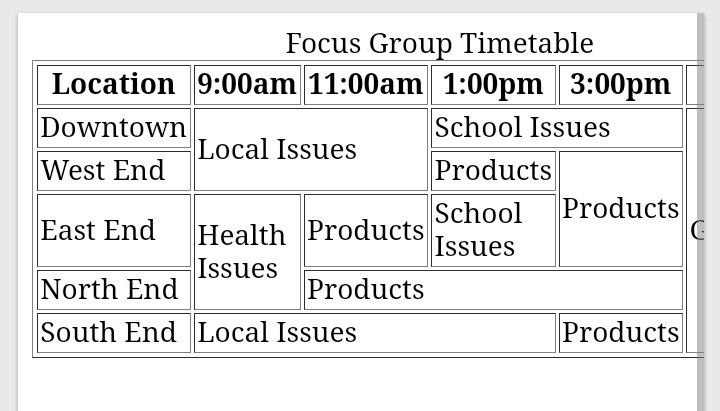 Focus Group Timetable
Location 9:00am 11:00am 1:00pm 3:00pm
Downtown Local Issues School Issues
West End Products Products
East End Health Issues Products School Issues
North End Products
South End Local Issues Products